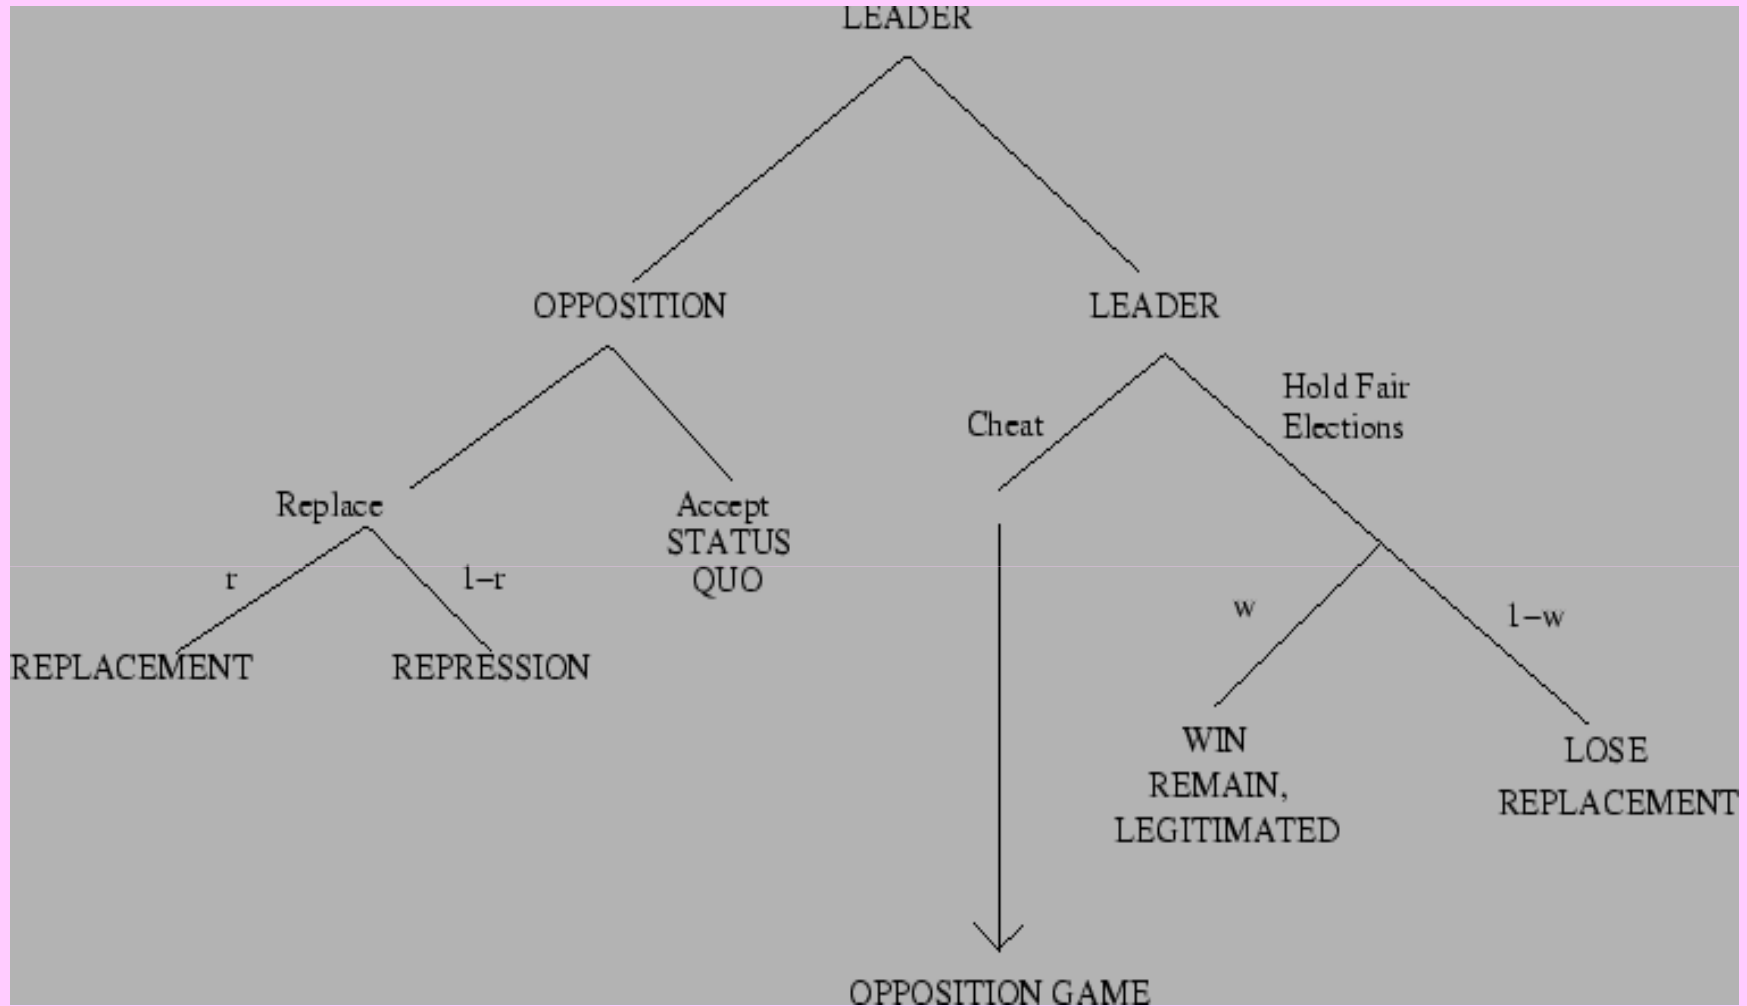 LEADER
OPPOSITION
LEADER
Hold Fair
Elections
Cheat
Replace
Accept
STATUS
QUO
r
1–r
w
1–w
REPLACEMENT
REPRESSION
WIN
REMAIN,
LEGITIMATED
LOSE
REPLACEMENT
OPPOSITION GAME